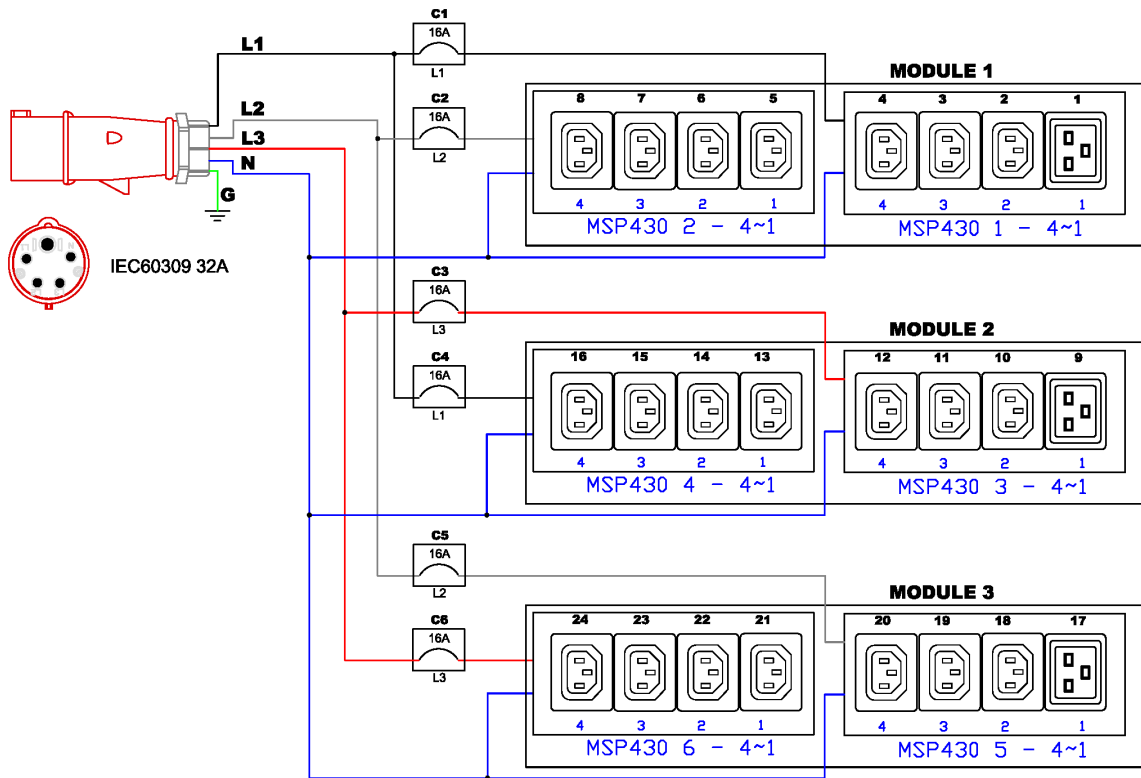 C1
16A
L1
L1
MODULE 1
C2
16A
L2
L2
8 7 6 5
4 3 2 1
4 3 2 1
MSP430 2 - 4~1
4 3 2 1
MSP430 1 - 4~1
L3
N
G
IEC60309 32A
C3
16A
L3
MODULE 2
C4
16A
L1
16 15 14 13
12 11 10 9
4 3 2 1
MSP430 4 - 4~1
4 3 2 1
MSP430 3 - 4~1
C5
16A
L2
MODULE 3
C6
16A
L3
24 23 22 21
20 19 18 17
4 3 2 1
MSP430 6 - 4~1
4 3 2 1
MSP430 5 - 4~1